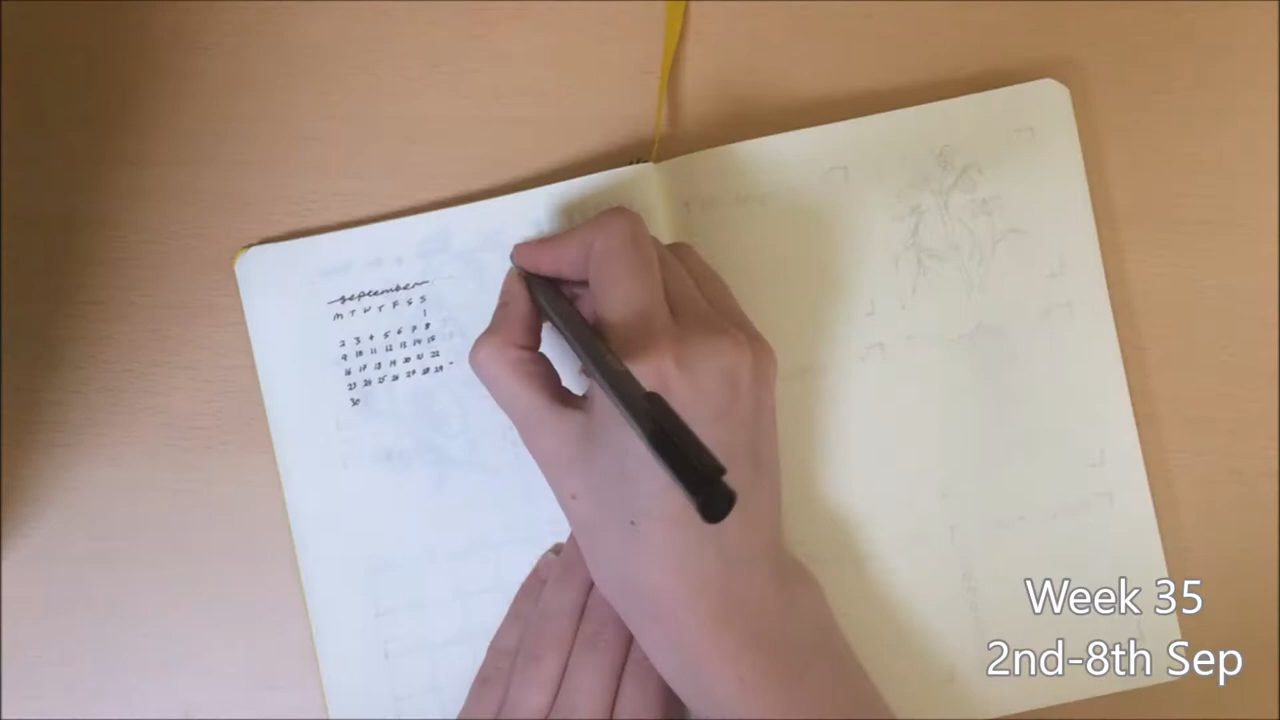 september
M T W T F S S
1
2 3 4 5 6 7 8
9 10 11 12 13 14 15
16 17 18 19 20 21 22
23 24 25 26 27 28 29
30
Week 35
2nd-8th Sep